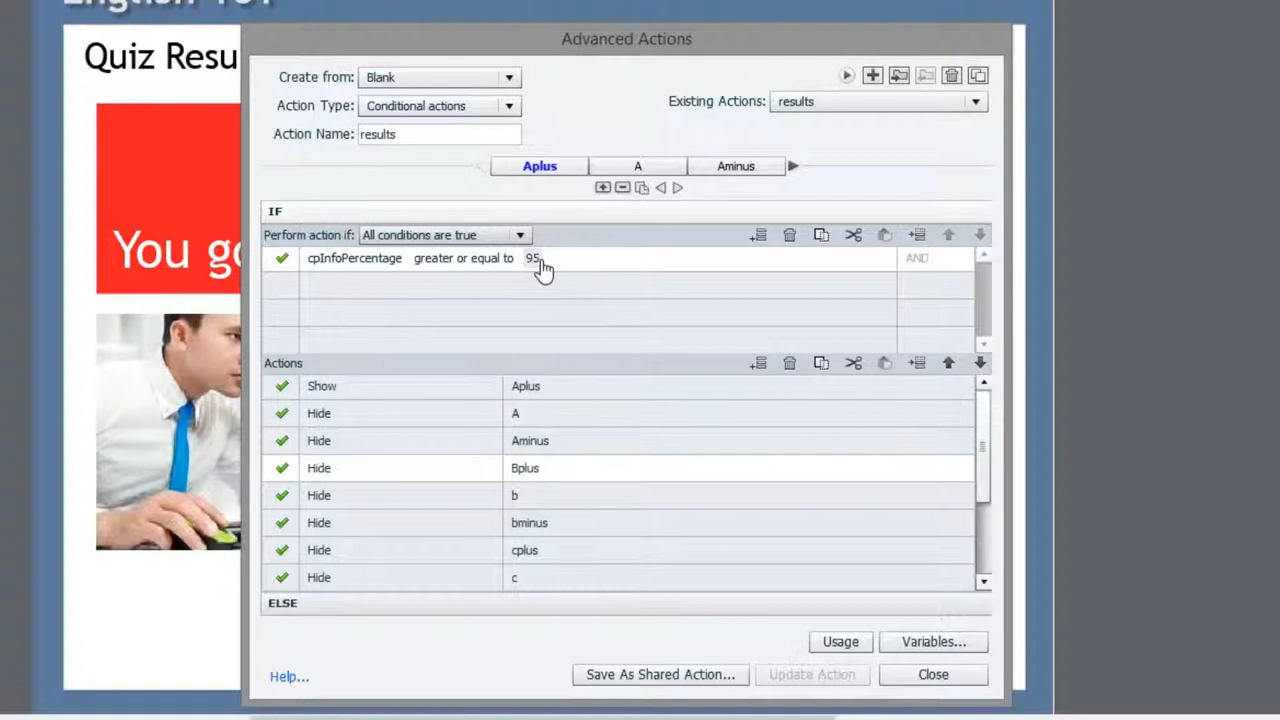 English 101
Quiz Resu
You go
Advanced Actions
Create from: Blank
Action Type: Conditional actions
Existing Actions: results
Action Name: results
Aplus A Aminus
IF
Perform action if: All conditions are true
cpInfoPercentage greater or equal to 95 AND
Actions
Show Aplus
Hide A
Hide Aminus
Hide Bplus
Hide b
Hide bminus
Hide cplus
Hide c
ELSE
Usage Variables...
Help... Save As Shared Action... Update Action Close